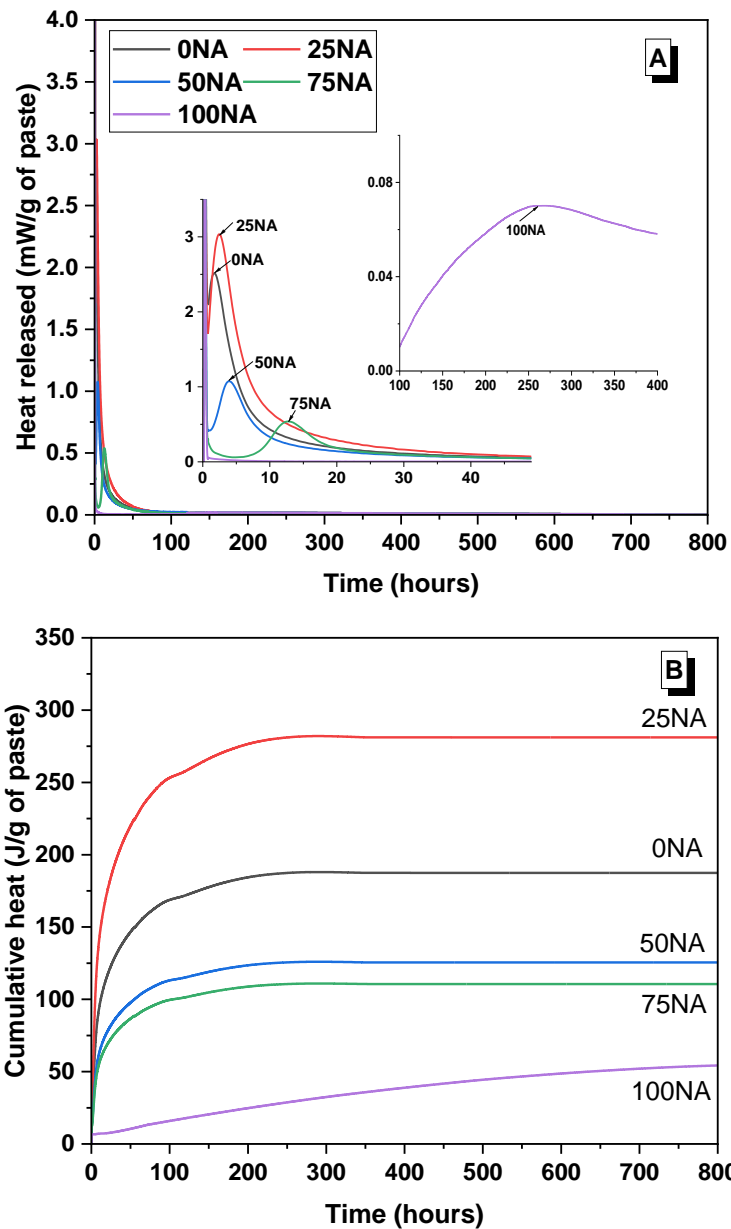 A
0NA 25NA
50NA 75NA
100NA
Heat released (mW/g of paste)
4.0
3.5
3.0
2.5
2.0
1.5
1.0
0.5
0.0
0 100 200 300 400 500 600 700 800
Time (hours)
3
2
1
0
0 10 20 30 40
25NA
0NA
50NA
75NA
0.08
0.04
0.00
100 150 200 250 300 350 400
100NA
B
Cumulative heat (J/g of paste)
350
300
250
200
150
100
50
0
25NA
0NA
50NA
75NA
100NA
0 100 200 300 400 500 600 700 800
Time (hours)